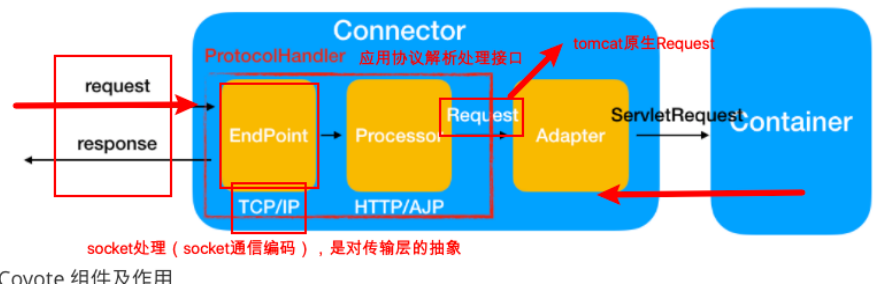 Connector
ProtocolHandler 应用协议解析处理接口
tomcat原生Request
request
response
EndPoint
Processor
Request
Adapter
ServletRequest
Container
TCP/IP
HTTP/AJP
socket处理(socket通信编码),是对传输层的抽象
Coyote 组件及作用